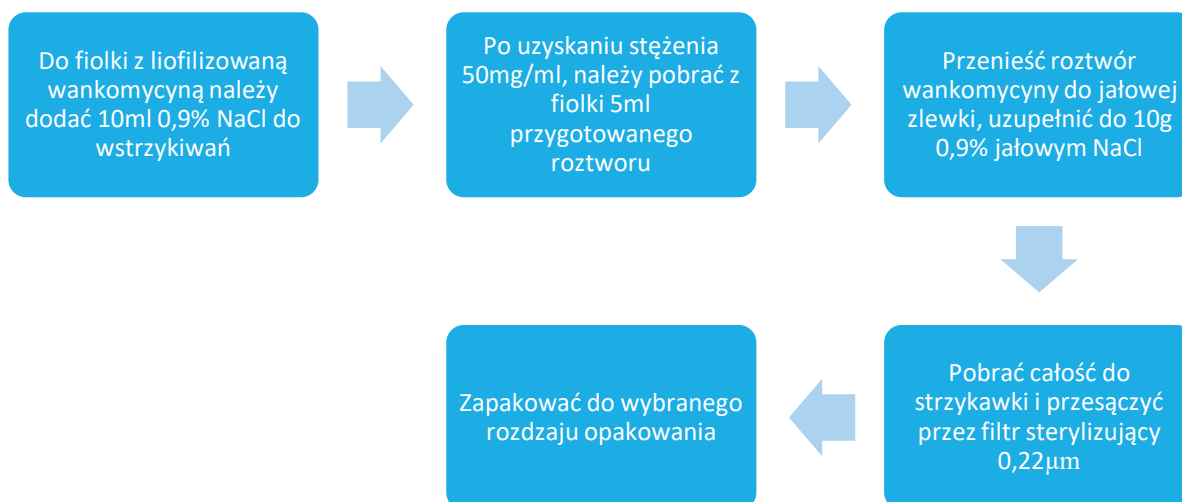 Do fiolki z liofilizowaną
wankomycyną należy
dodać 10ml 0,9% NaCl do
wstrzykiwań
Po uzyskaniu stężenia
50mg/ml, należy pobrać z
fiolki 5ml
przygotowanego
roztworu
Przenieść roztwór
wankomycyny do jałowej
zlewki, uzupełnić do 10g
0,9% jałowym NaCl
Pobrać całość do
strzykawki i przesączyć
przez filtr sterylizujący
0,22μm
Zapakować do wybranego
rozdzaju opakowania